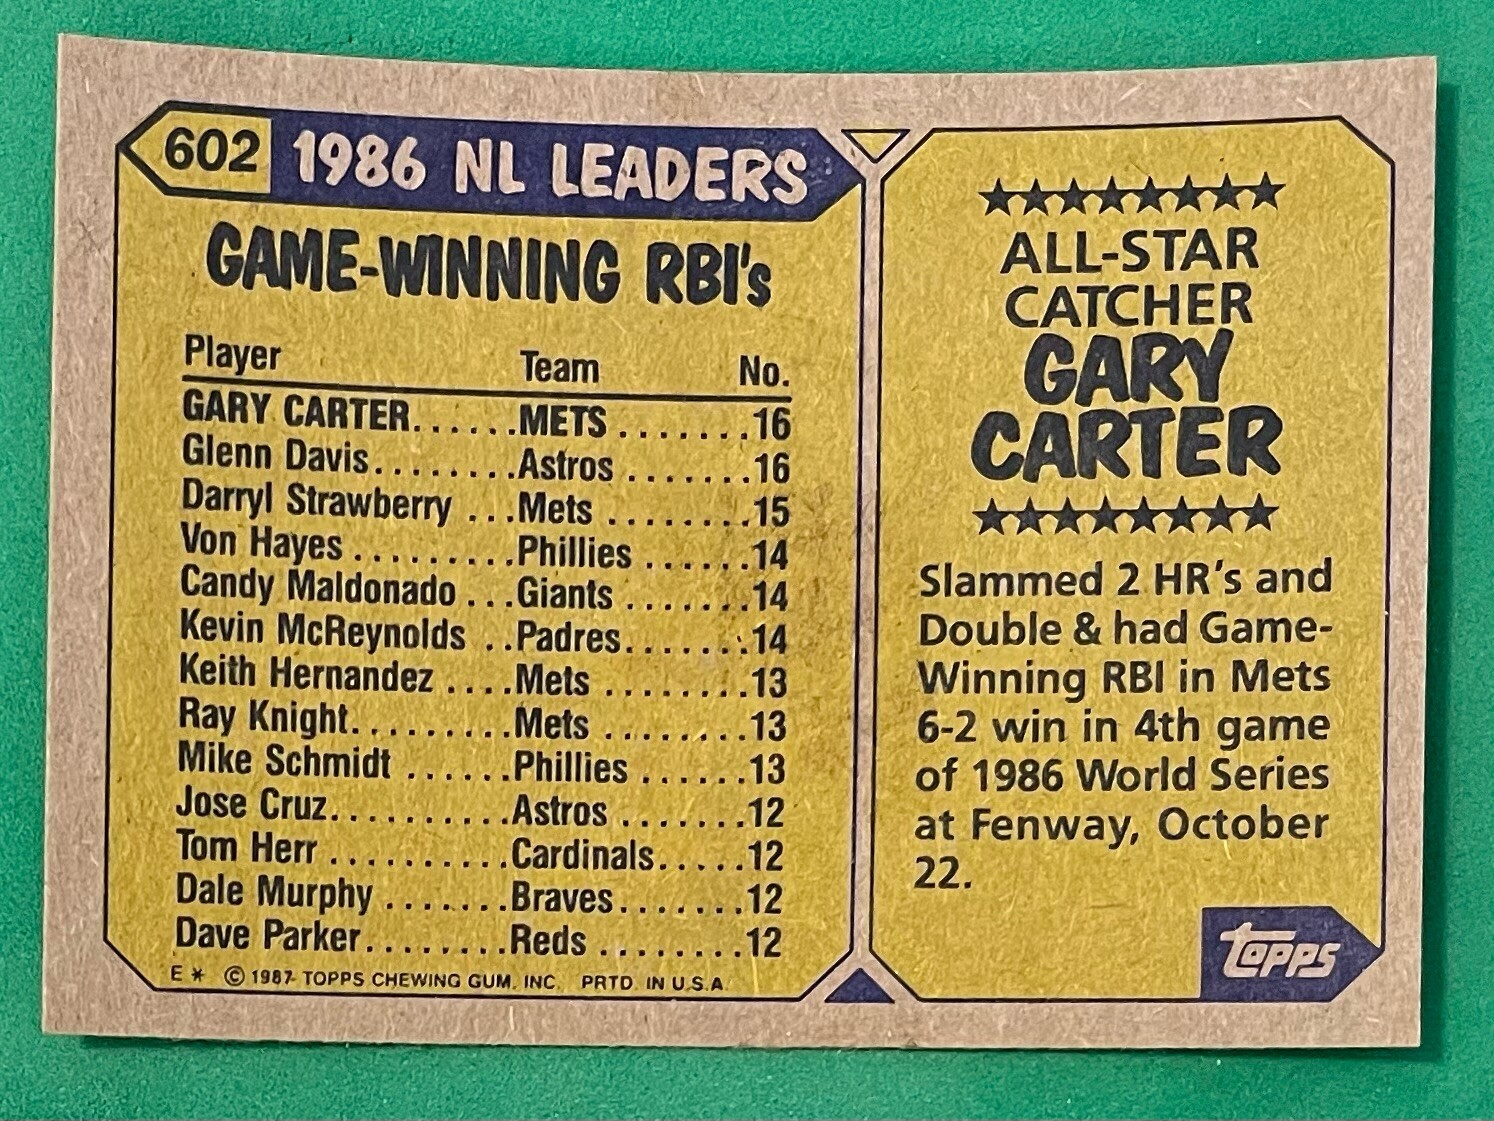 602 1986 NL LEADERS
GAME-WINNING RBI's
Player Team No.
GARY CARTER......METS.......16
Glenn Davis........Astros.......16
Darryl Strawberry...Mets........15
Von Hayes.........Phillies......14
Candy Maldonado...Giants.......14
Kevin McReynolds..Padres.......14
Keith Hernandez....Mets........13
Ray Knight.........Mets........13
Mike Schmidt......Phillies......13
Jose Cruz..........Astros.......12
Tom Herr..........Cardinals.....12
Dale Murphy.......Braves.......12
Dave Parker........Reds........12
E * © 1987 TOPPS CHEWING GUM, INC. PRTD. IN U.S.A.
ALL-STAR
CATCHER
GARY
CARTER
Slammed 2 HR's and
Double & had Game-
Winning RBI in Mets
6-2 win in 4th game
of 1986 World Series
at Fenway, October
22.
topps